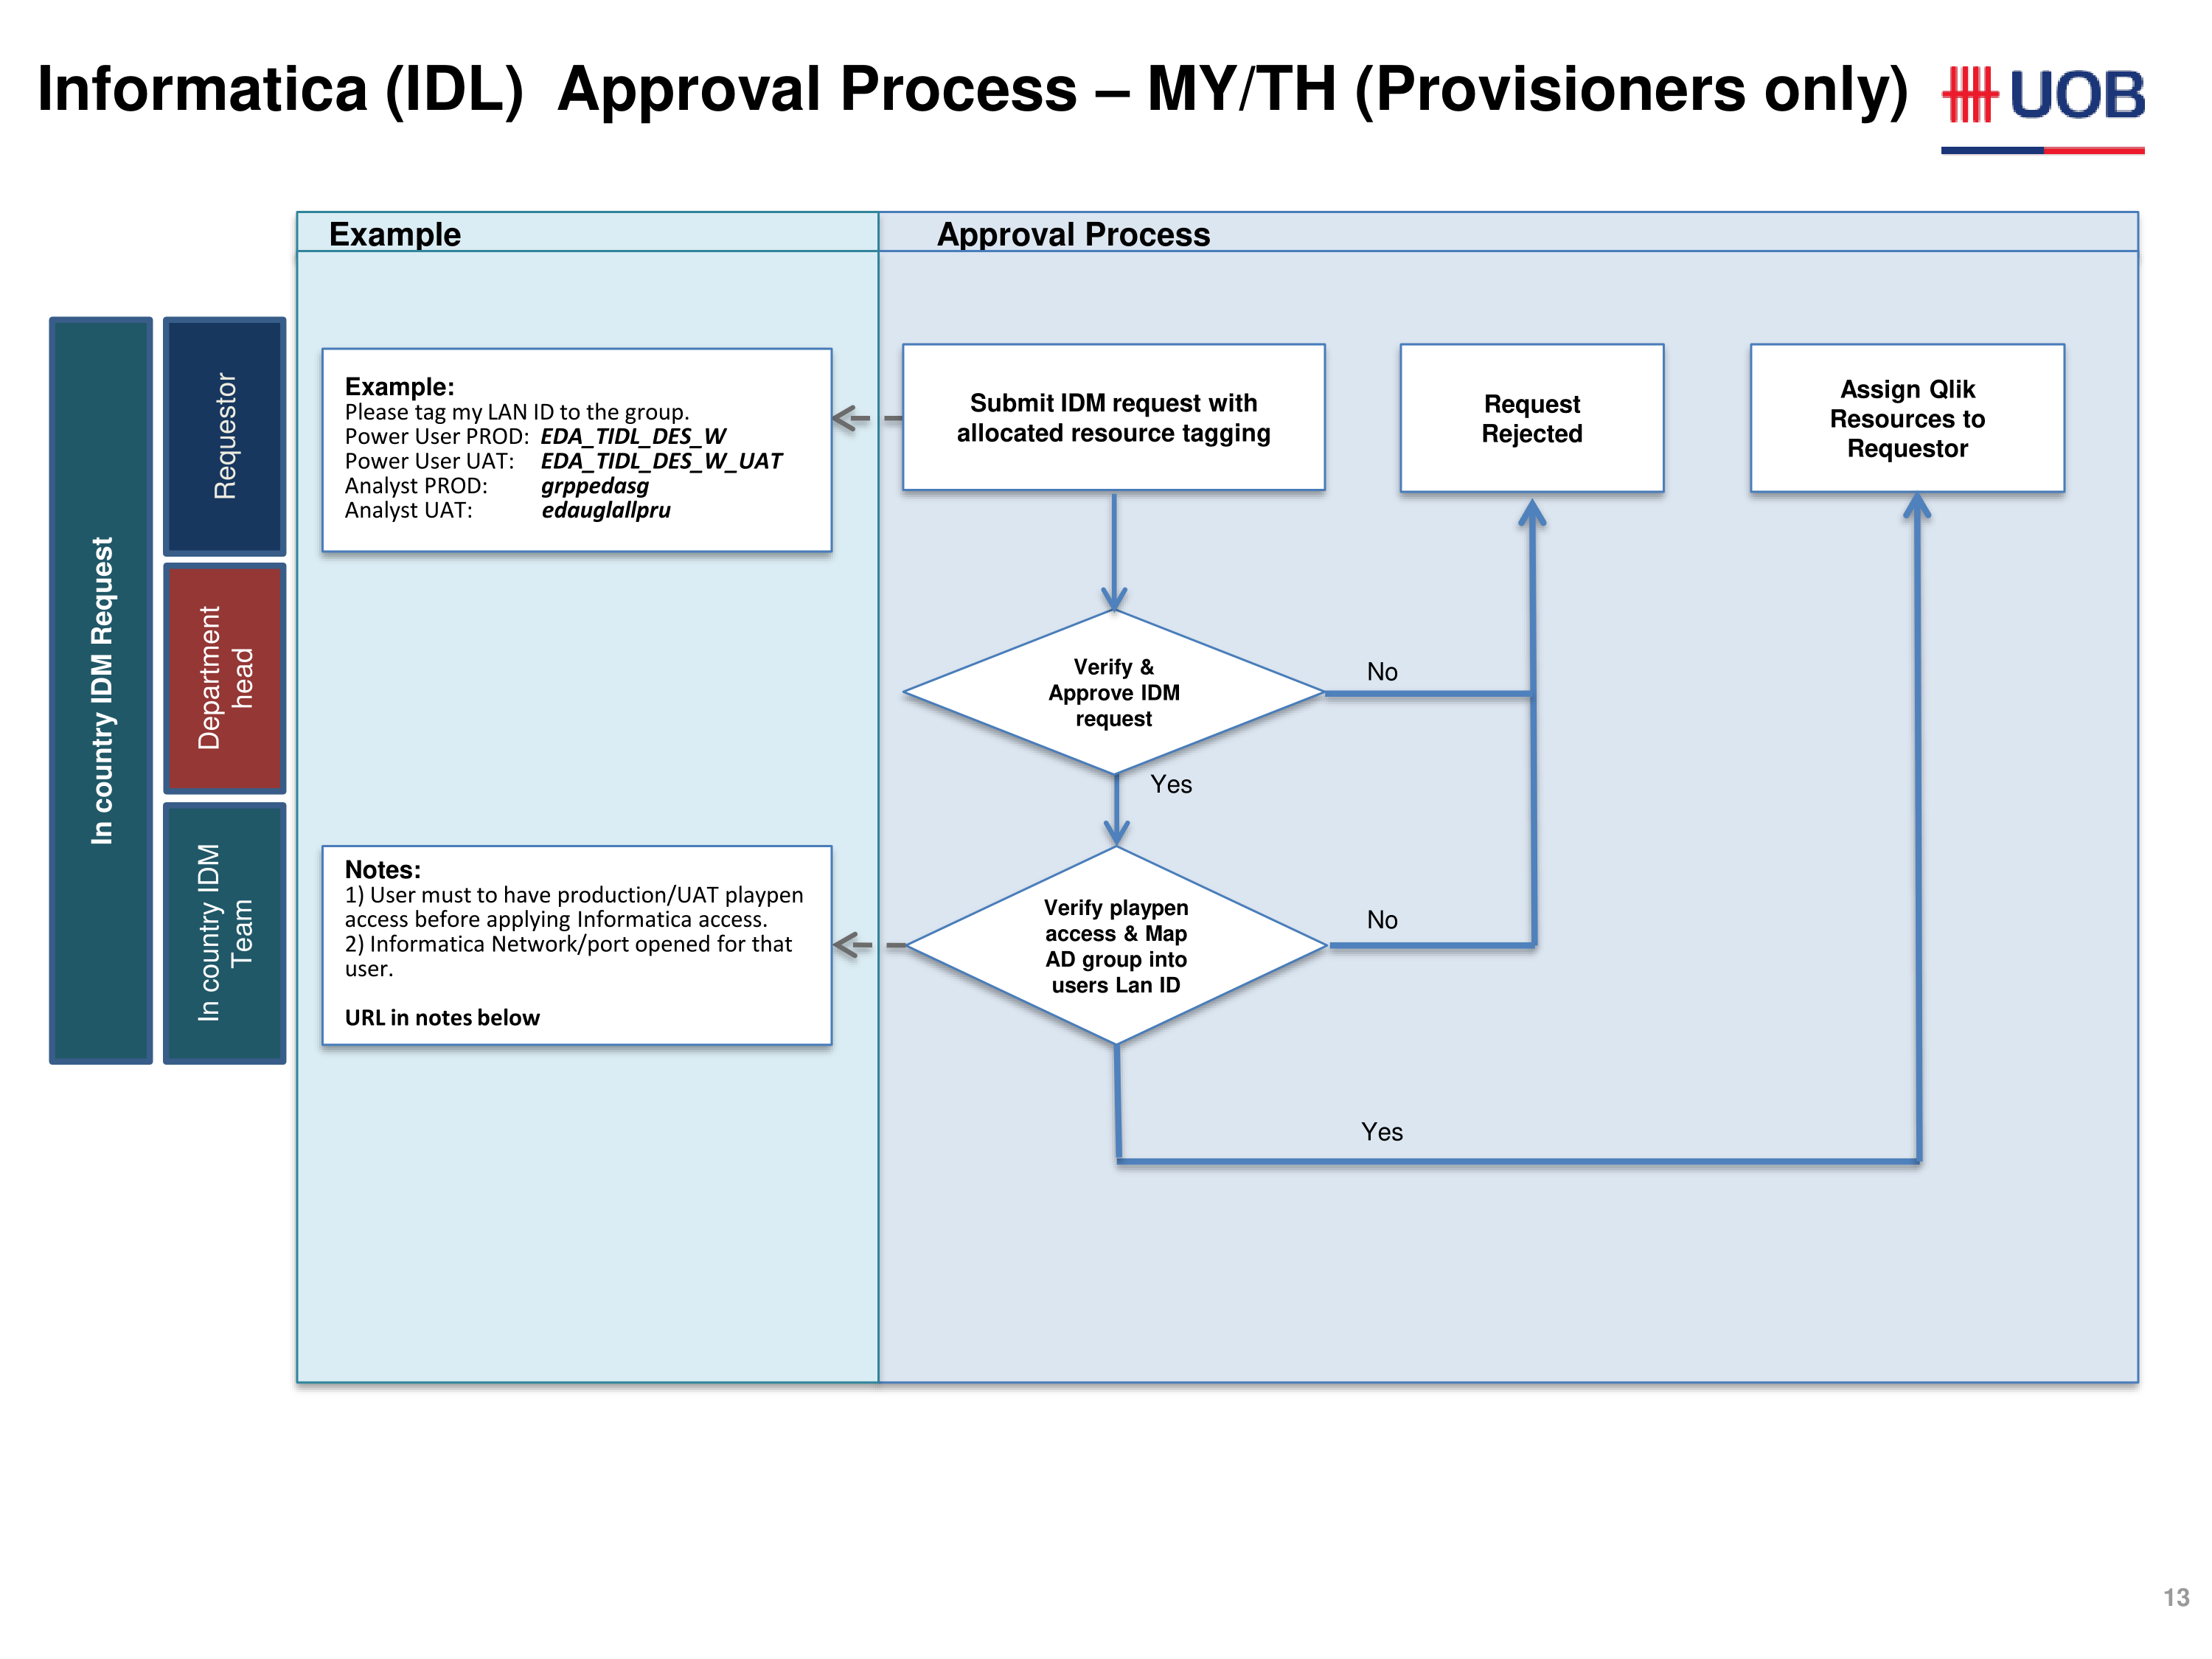 Informatica (IDL)  Approval Process – MY/TH (Provisioners only)
UOB
Example
Approval Process
In country IDM Request
Requestor
Department
head
In country IDM
Team
Example:
Please tag my LAN ID to the group.
Power User PROD: EDA_TIDL_DES_W
Power User UAT: EDA_TIDL_DES_W_UAT
Analyst PROD: grppedasg
Analyst UAT: edauglallpru
Submit IDM request with
allocated resource tagging
Request
Rejected
Assign Qlik
Resources to
Requestor
Verify &
Approve IDM
request
No
Yes
Notes:
1) User must to have production/UAT playpen
access before applying Informatica access.
2) Informatica Network/port opened for that
user.
URL in notes below
Verify playpen
access & Map
AD group into
users Lan ID
No
Yes
13